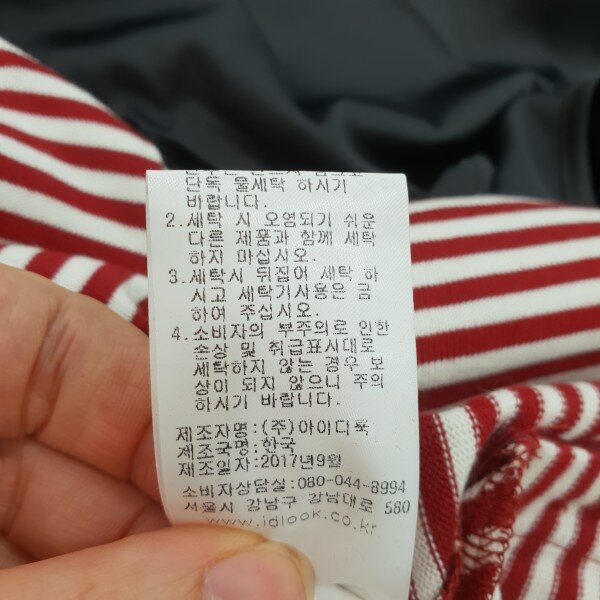 단독 물세탁 하시기
바랍니다.
2.세탁 시 오염되기 쉬운
다른 제품과 함께 세탁
하지 마십시오.
3.세탁시 뒤집어 세탁 하
시고 세탁기사용은 금
하여 주십시오.
4.소비자의 부주의로 인한
손상 및 취급표시대로
세탁하지 않는 경우 보
상이 되지 않으니 주의
하시기 바랍니다.
제조자명:(주)아이디룩
제조국명:한국
제조일자:2017년9월
소비자상담실:080-044-8994
서울시 강남구 강남대로 580
www.idlook.co.kr